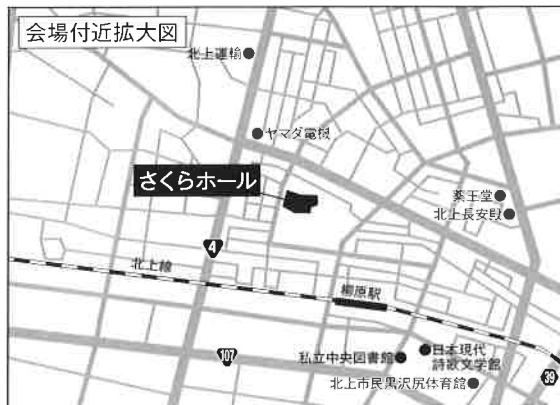 会場付近拡大図
北上運輸
ヤマダ電機
さくらホール
薬王堂
北上長安殿
4
北上線
柳原駅
107
私立中央図書館
日本現代
詩歌文学館
39
北上市民黒沢尻体育館